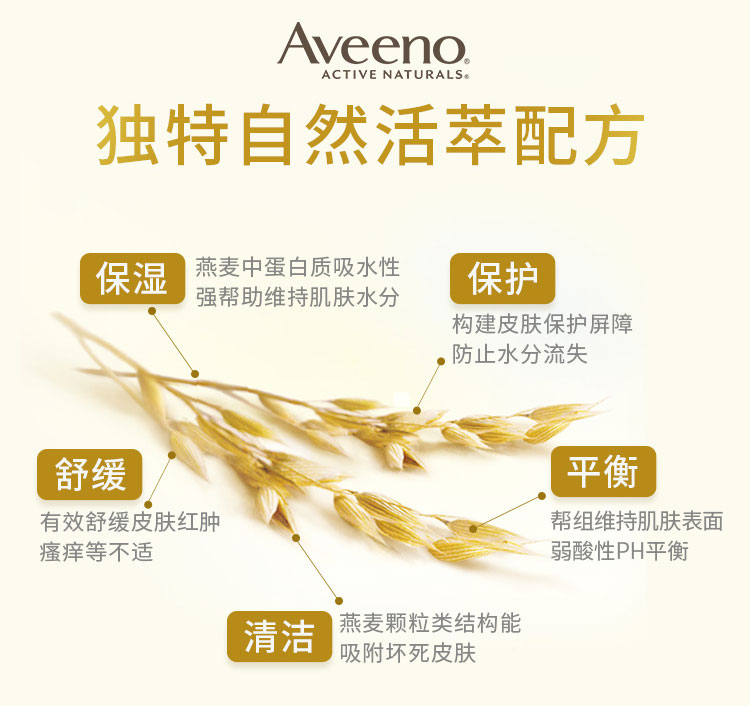 Aveeno®
ACTIVE NATURALS®
独特自然活萃配方
保湿
燕麦中蛋白质吸水性
强帮助维持肌肤水分
保护
构建皮肤保护屏障
防止水分流失
舒缓
有效舒缓皮肤红肿
瘙痒等不适
平衡
帮组维持肌肤表面
弱酸性PH平衡
清洁
燕麦颗粒类结构能
吸附坏死皮肤